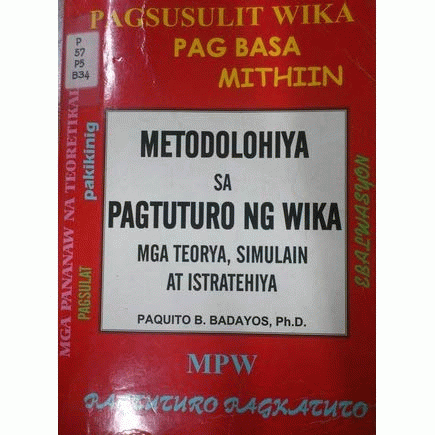 PAGSUSULIT WIKA
PAG BASA
MITHIIN
P
57
P5
B34
MGA PANANAW NA TEORETIKAL
pakikinig
PAGSULAT
METODOLOHIYA
SA
PAGTUTURO NG WIKA
MGA TEORYA, SIMULAIN
AT ISTRATEHIYA
PAQUITO B. BADAYOS, Ph.D.
EBALWASYON
MPW
PAGTUTURO PAGKATUTO